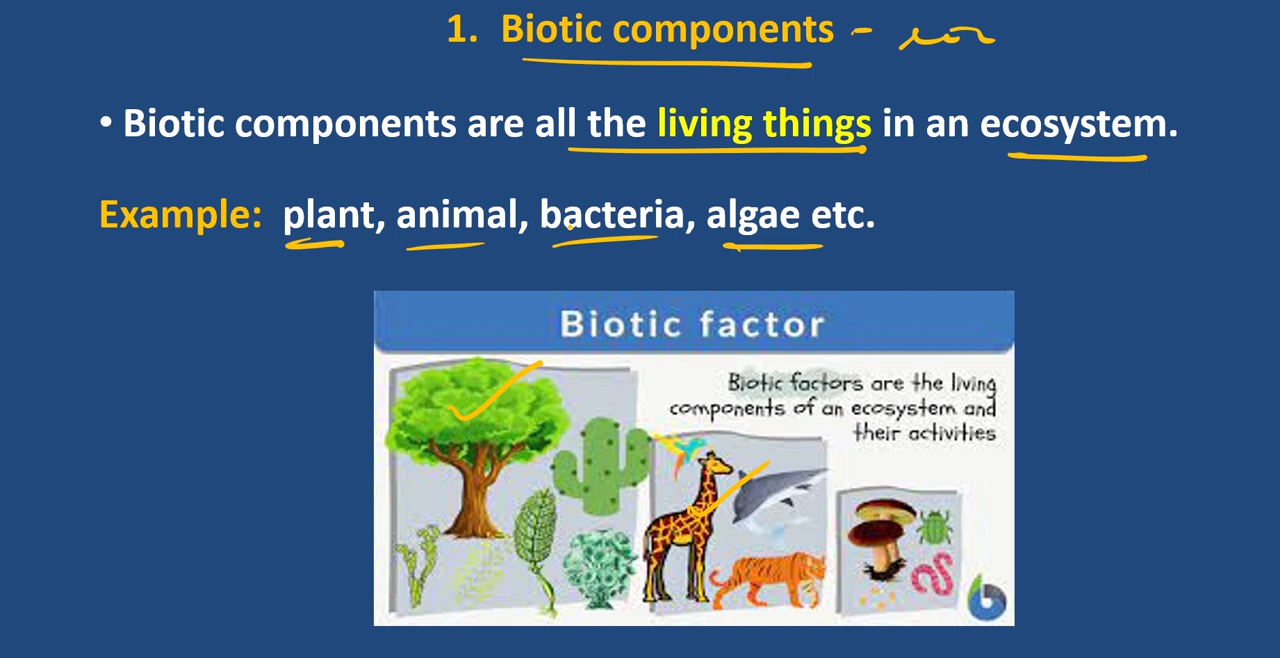 1. Biotic components -
• Biotic components are all the living things in an ecosystem.
Example: plant, animal, bacteria, algae etc.
Biotic factor
Biotic factors are the living
components of an ecosystem and
their activities